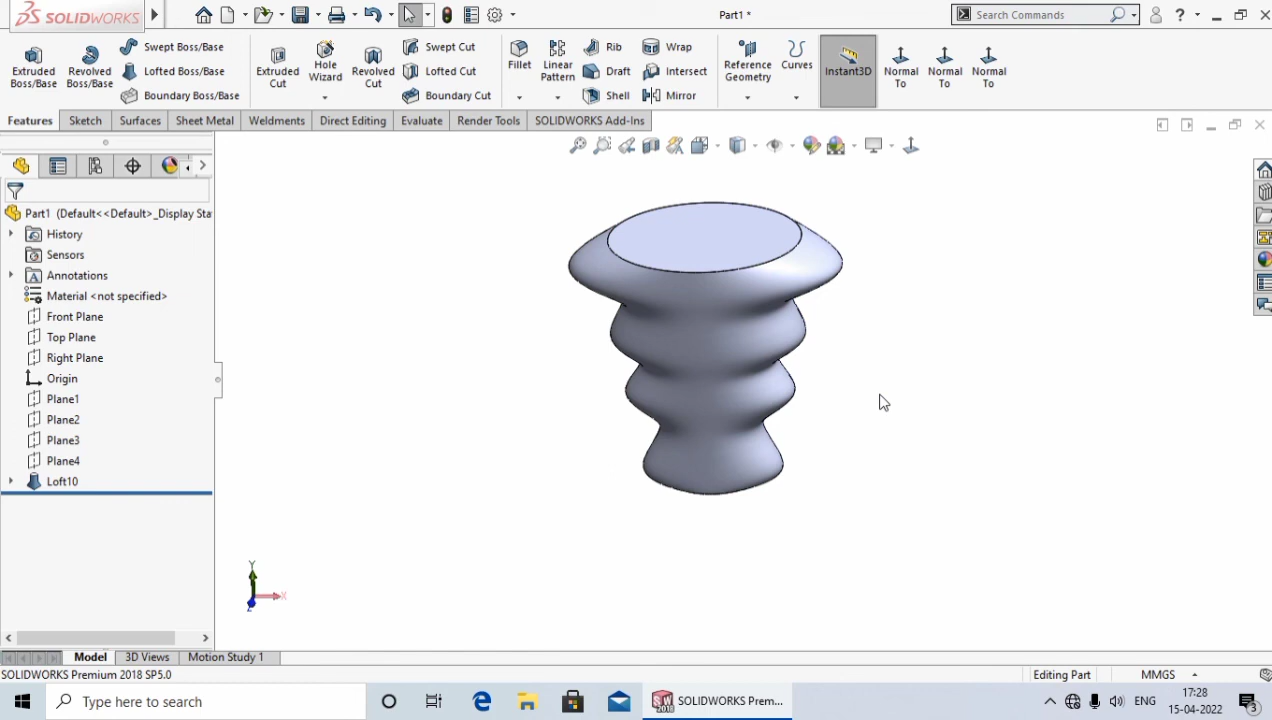 SOLIDWORKS
Part1 *
Search Commands
?
Extruded Boss/Base
Revolved Boss/Base
Swept Boss/Base
Lofted Boss/Base
Boundary Boss/Base
Extruded Cut
Hole Wizard
Revolved Cut
Swept Cut
Lofted Cut
Boundary Cut
Fillet
Linear Pattern
Rib
Draft
Shell
Wrap
Intersect
Mirror
Reference Geometry
Curves
Instant3D
Normal To
Normal To
Normal To
Features
Sketch
Surfaces
Sheet Metal
Weldments
Direct Editing
Evaluate
Render Tools
SOLIDWORKS Add-Ins
Part1 (Default<<Default>_Display Sta
History
Sensors
Annotations
Material <not specified>
Front Plane
Top Plane
Right Plane
Origin
Plane1
Plane2
Plane3
Plane4
Loft10
Y
X
Z
Model
3D Views
Motion Study 1
SOLIDWORKS Premium 2018 SP5.0
Editing Part
MMGS
Type here to search
SOLIDWORKS Prem...
ENG
17:28
15-04-2022
3